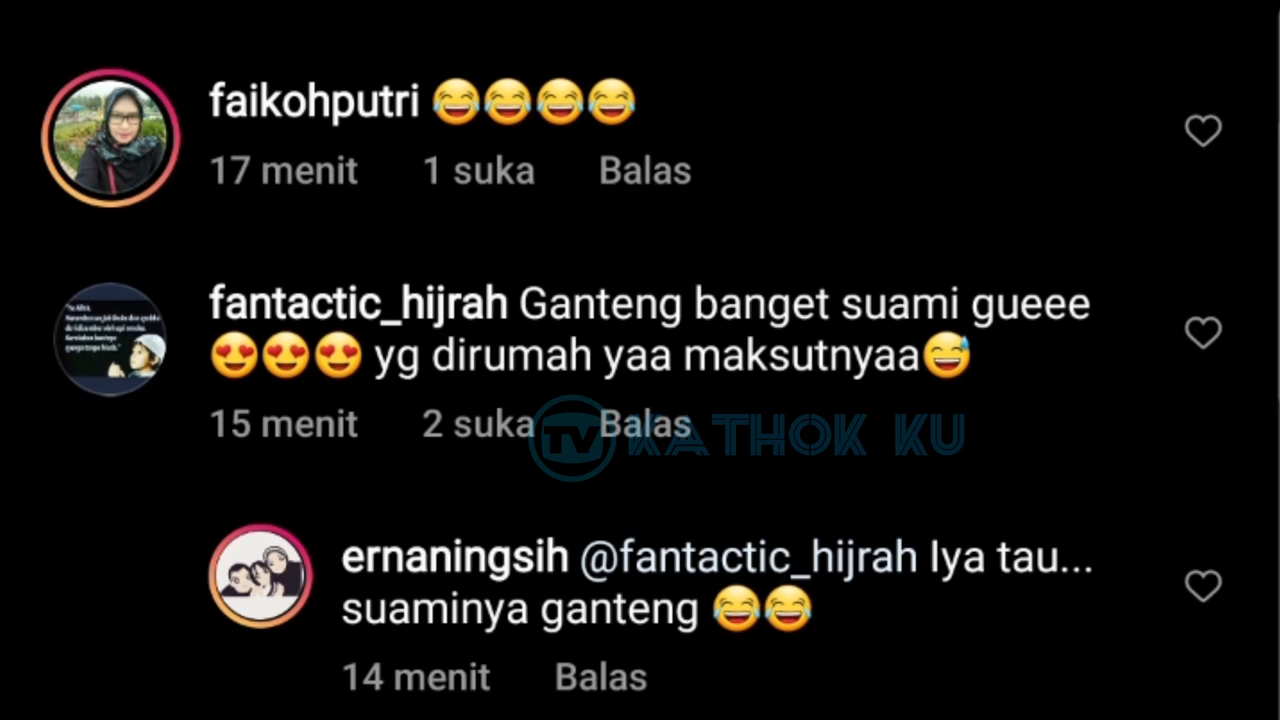 faikohputri 😂😂😂😂
17 menit 1 suka Balas
fantactic_hijrah Ganteng banget suami gueee
😍😍😍 yg dirumah yaa maksutnyaa😅
15 menit 2 suka Balas
TV KATHOK KU
ernaningsih @fantactic_hijrah Iya tau...
suaminya ganteng 😂😂
14 menit Balas